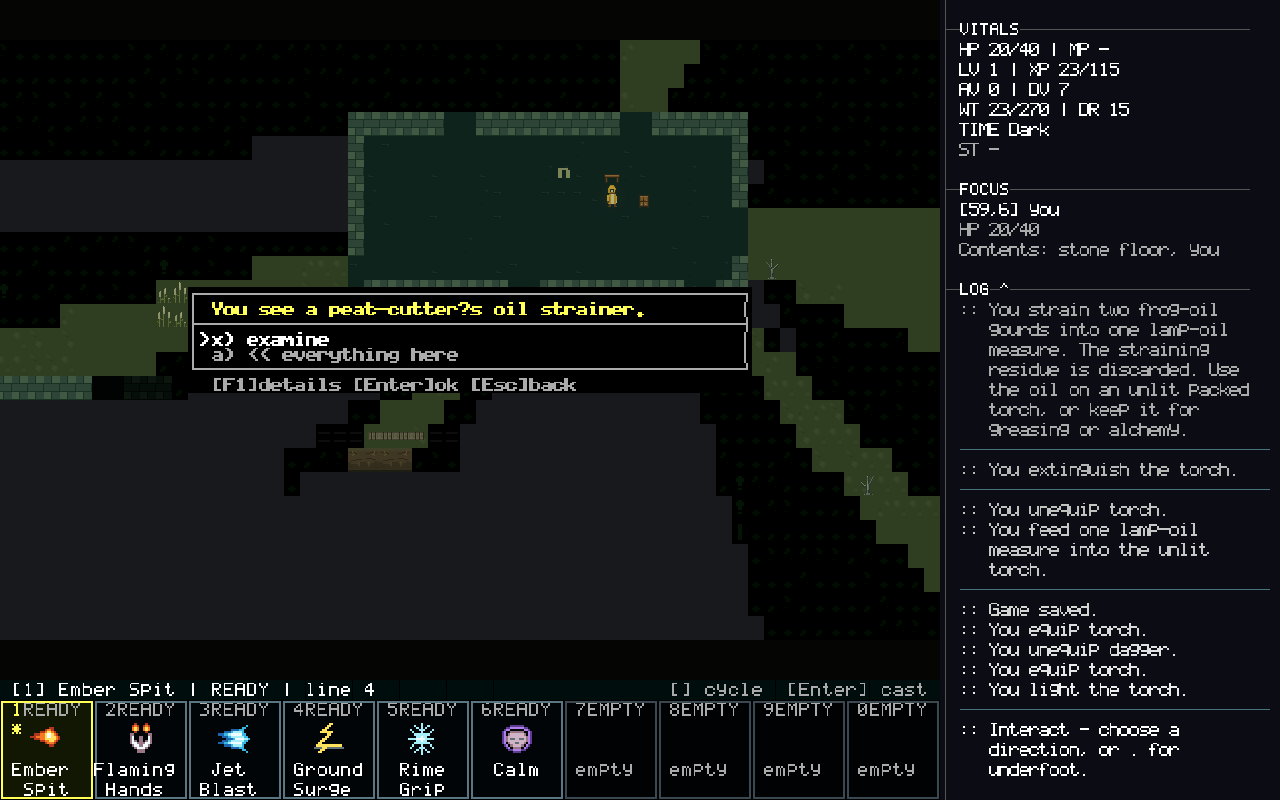 VITALS
HP 20/40 | MP -
LV 1 | XP 23/115
AV 0 | DV 7
WT 23/270 | DR 15
TIME Dark
ST -
FOCUS
[59,6] You
HP 20/40
Contents: stone floor, you
LOG ^
:: You strain two frog-oil
gourds into one lamp-oil
measure. The straining
residue is discarded. Use
the oil on an unlit packed
torch, or keep it for
greasing or alchemy.
:: You extinguish the torch.
:: You unequip torch.
:: You feed one lamp-oil
measure into the unlit
torch.
:: Game saved.
:: You equip torch.
:: You unequip dagger.
:: You equip torch.
:: You light the torch.
:: Interact - choose a
direction, or . for
underfoot.
n
You see a peat-cutter?s oil strainer.
>x) examine
a) << everything here
[F1]details [Enter]ok [Esc]back
[1] Ember Spit | READY | line 4
[] cycle [Enter] cast
1READY 2READY 3READY 4READY 5READY 6READY 7EMPTY 8EMPTY 9EMPTY 0EMPTY
*
Ember Flaming Jet Ground Rime Calm empty empty empty empty
Spit Hands Blast Surge Grip